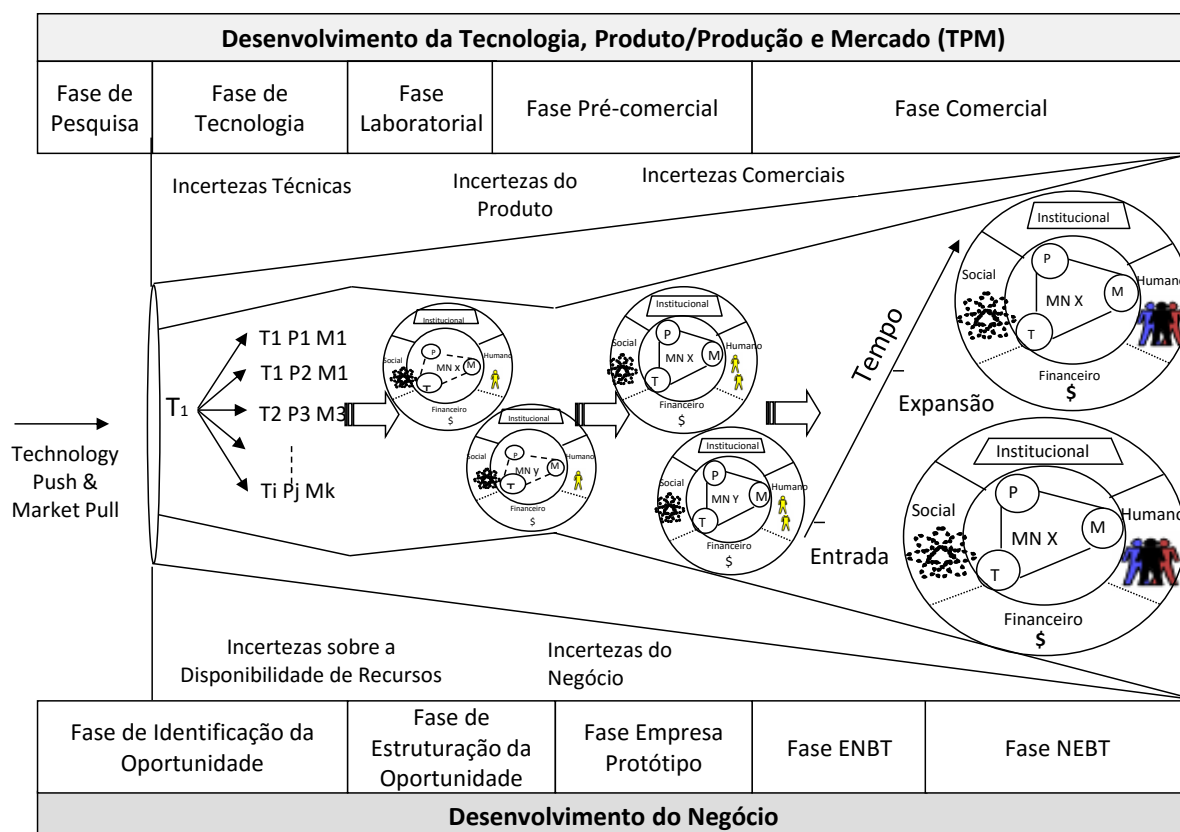 Desenvolvimento da Tecnologia, Produto/Produção e Mercado (TPM)
Fase de
Pesquisa
Fase de
Tecnologia
Fase
Laboratorial
Fase Pré-comercial
Fase Comercial
Incertezas Técnicas
Incertezas do
Produto
Incertezas Comerciais
Technology
Push &
Market Pull
T1
T1 P1 M1
T1 P2 M1
T2 P3 M3
Ti Pj Mk
Institucional
Social
Humano
P
M
T
MN X
Financeiro
$
Institucional
Social
Humano
P
M
T
MN y
Financeiro
$
Institucional
Social
Humano
P
M
T
MN X
Financeiro
$
Institucional
Social
Humano
P
M
T
MN Y
Financeiro
$
Tempo
Expansão
Entrada
Institucional
Social
Humano
P
M
T
MN X
Financeiro
$
Institucional
Social
Humano
P
M
T
MN X
Financeiro
$
Incertezas sobre a
Disponibilidade de Recursos
Incertezas do
Negócio
Fase de Identificação da
Oportunidade
Fase de
Estruturação da
Oportunidade
Fase Empresa
Protótipo
Fase ENBT
Fase NEBT
Desenvolvimento do Negócio